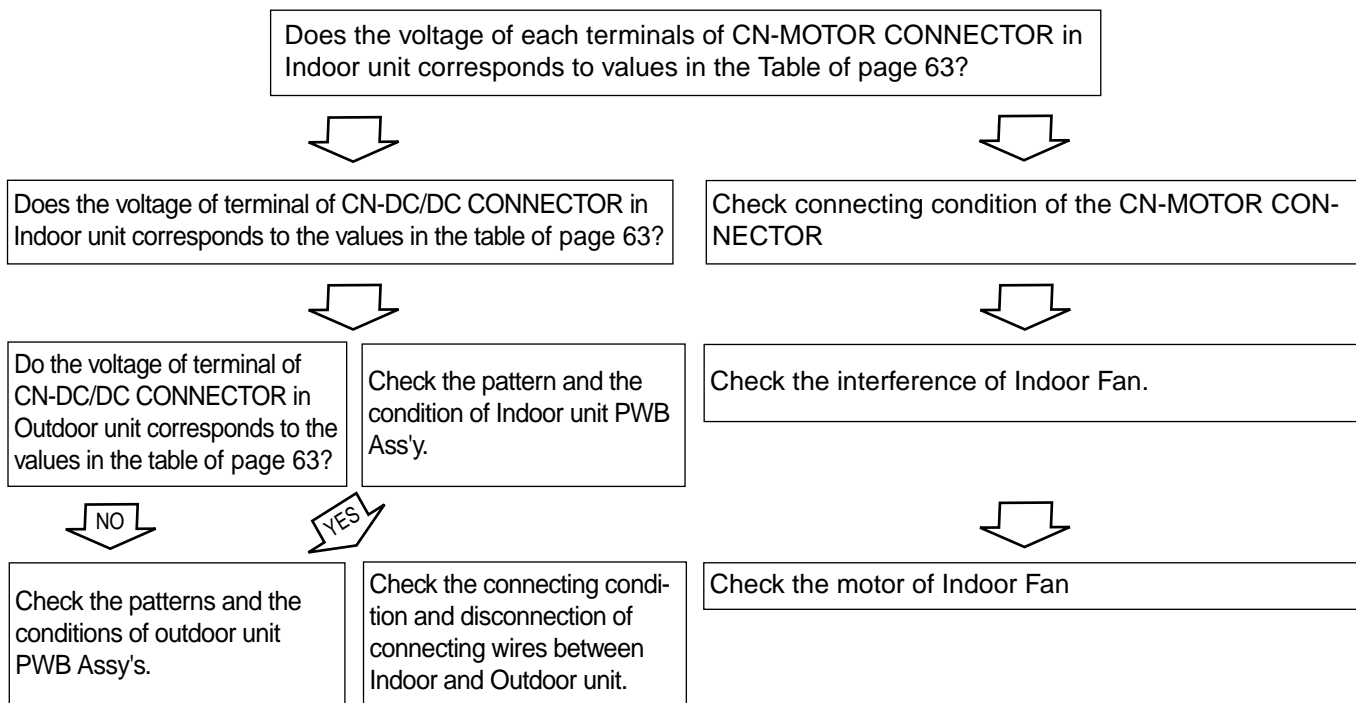 Does the voltage of each terminals of CN-MOTOR CONNECTOR in
Indoor unit corresponds to values in the Table of page 63?
Does the voltage of terminal of CN-DC/DC CONNECTOR in
Indoor unit corresponds to the values in the table of page 63?
Check connecting condition of the CN-MOTOR CON-
NECTOR
Do the voltage of terminal of
CN-DC/DC CONNECTOR in
Outdoor unit corresponds to the
values in the table of page 63?
Check the pattern and the
condition of Indoor unit PWB
Ass'y.
Check the interference of Indoor Fan.
NO
YES
Check the patterns and the
conditions of outdoor unit
PWB Assy's.
Check the connecting condi-
tion and disconnection of
connecting wires between
Indoor and Outdoor unit.
Check the motor of Indoor Fan